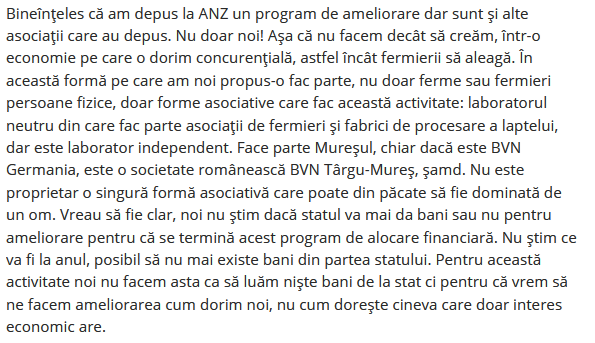 Bineînţeles că am depus la ANZ un program de ameliorare dar sunt şi alte
asociaţii care au depus. Nu doar noi! Aşa că nu facem decât să creăm, într-o
economie pe care o dorim concurenţială, astfel încât fermierii să aleagă. În
această formă pe care am noi propus-o fac parte, nu doar ferme sau fermieri
persoane fizice, doar forme asociative care fac această activitate: laboratorul
neutru din care fac parte asociaţii de fermieri şi fabrici de procesare a laptelui,
dar este laborator independent. Face parte Mureşul, chiar dacă este BVN
Germania, este o societate românească BVN Târgu-Mureş, şamd. Nu este
proprietar o singură formă asociativă care poate din păcate să fie dominată de
un om. Vreau să fie clar, noi nu ştim dacă statul va mai da bani sau nu pentru
ameliorare pentru că se termină acest program de alocare financiară. Nu ştim ce
va fi la anul, posibil să nu mai existe bani din partea statului. Pentru această
activitate noi nu facem asta ca să luăm nişte bani de la stat ci pentru că vrem să
ne facem ameliorarea cum dorim noi, nu cum doreşte cineva care doar interes
economic are.